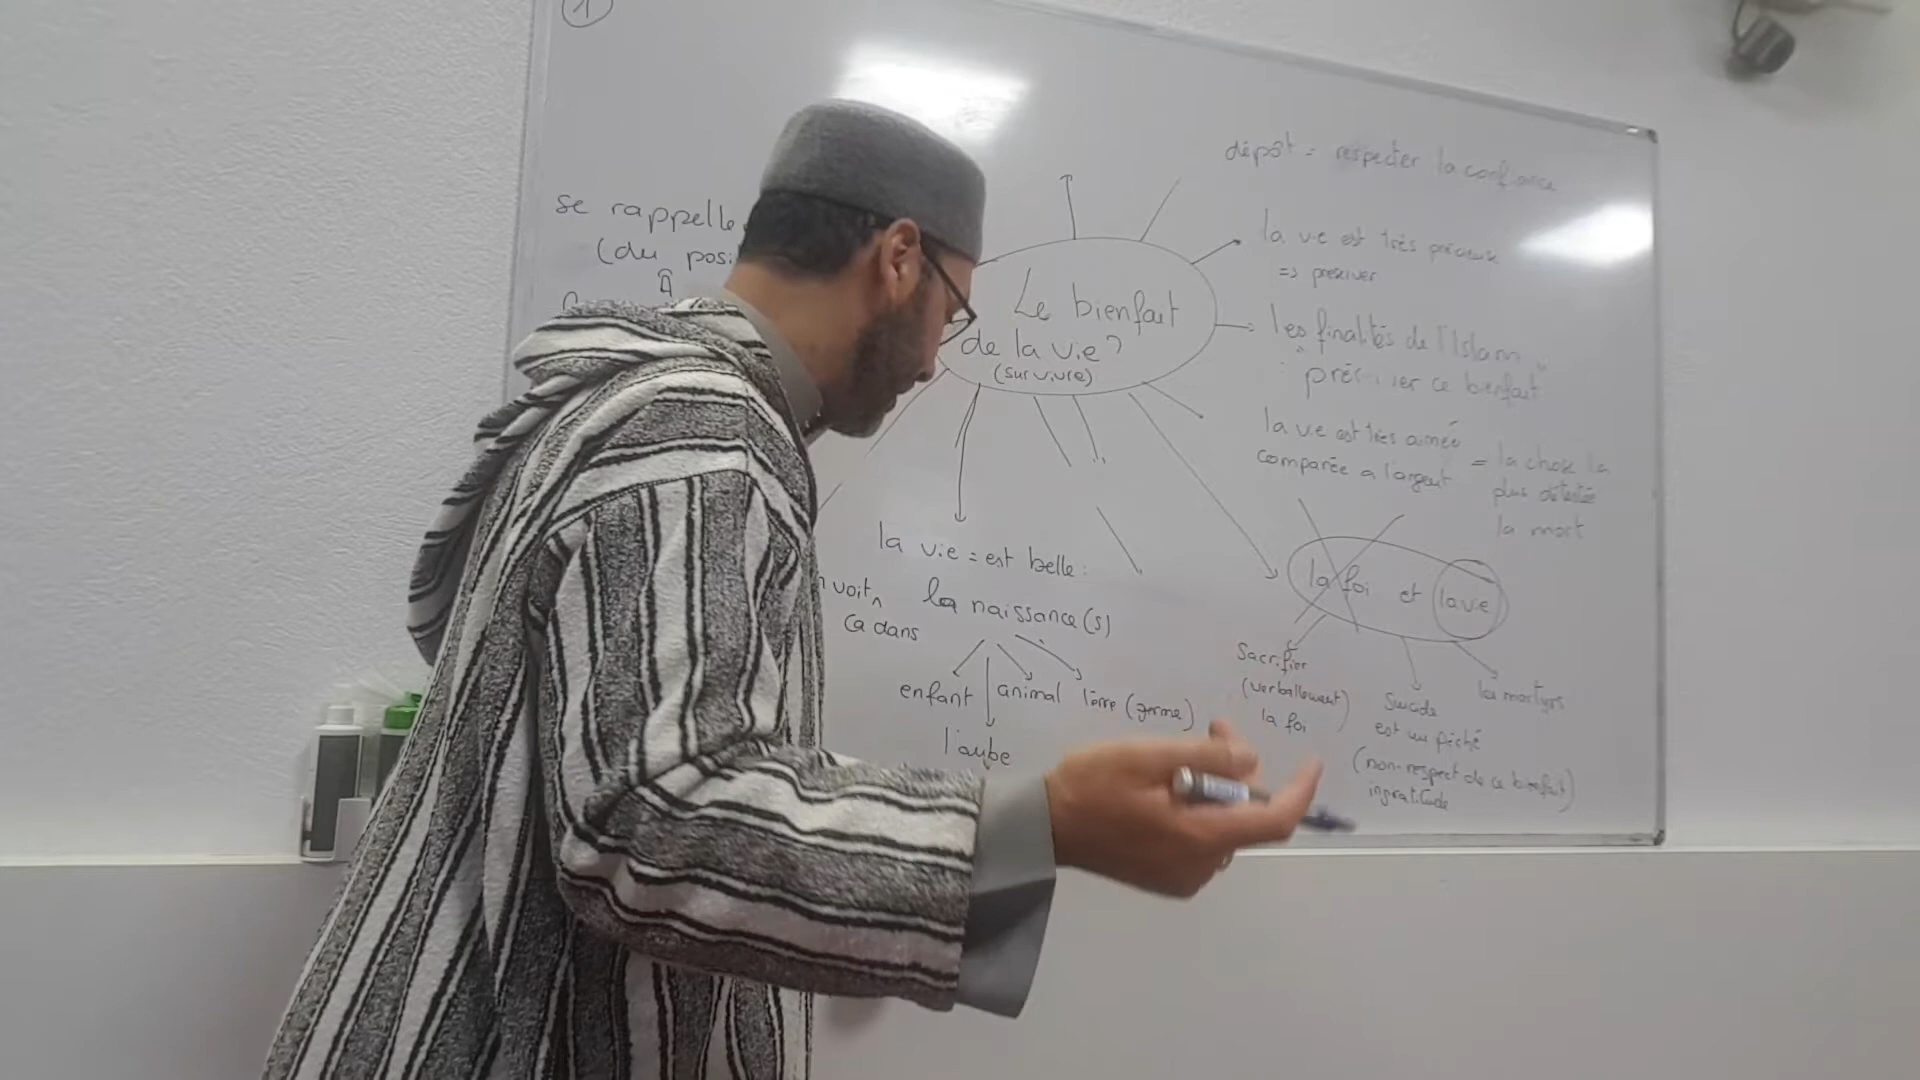 1
se rappelle
(du posi
dépôt = respecter la confiance
la vie est très précieuse
=> préserver
Le bienfait
de la vie?
(survivre)
les finalités de l'Islam
" préserver ce bienfait "
la vie est très aimée
comparée a l'argent = la chose la
plus détestée
la mort
la foi et la vie
Sacrifier
(verballement)
la foi
Suicide
est un péché
(non-respect de ce bienfait)
ingratitude
les martyrs
la vie = est belle :
voit
ça dans
la naissance(s)
enfant
animal
(germe)
l'aube